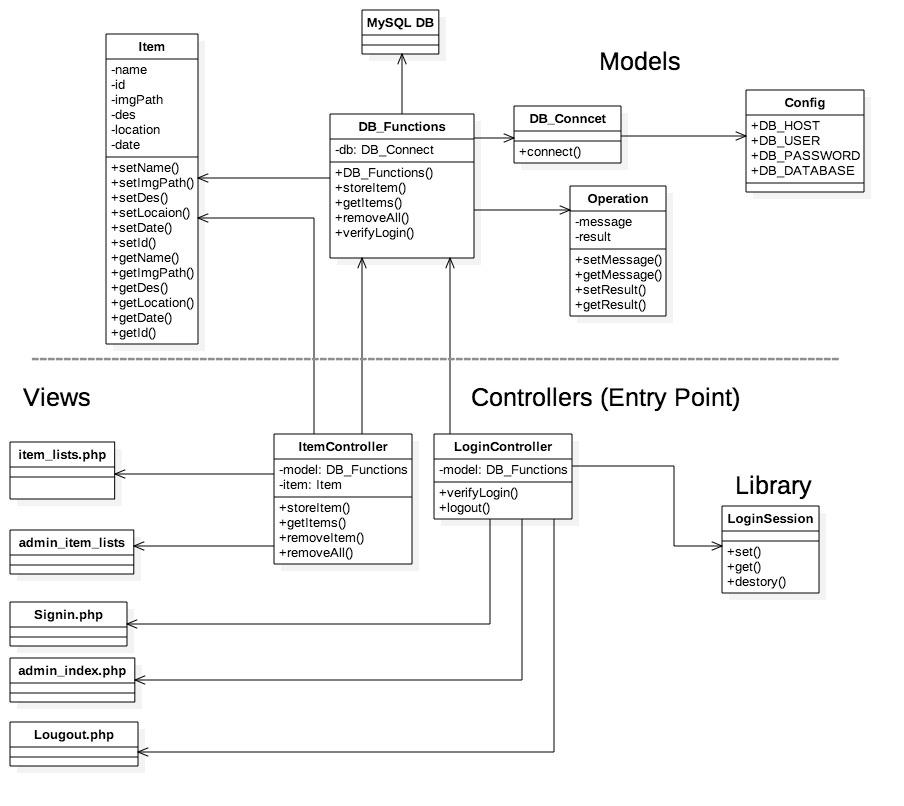 MySQL DB
Item
-name
-id
-imgPath
-des
-location
-date
+setName()
+setImgPath()
+setDes()
+setLocaion()
+setDate()
+setId()
+getName()
+getImgPath()
+getDes()
+getLocation()
+getDate()
+getId()
Models
DB_Functions
-db: DB_Connect
+DB_Functions()
+storeItem()
+getItems()
+removeAll()
+verifyLogin()
DB_Conncet
+connect()
Config
+DB_HOST
+DB_USER
+DB_PASSWORD
+DB_DATABASE
Operation
-message
-result
+setMessage()
+getMessage()
+setResult()
+getResult()
Views
Controllers (Entry Point)
item_lists.php
admin_item_lists
Signin.php
admin_index.php
Lougout.php
ItemController
-model: DB_Functions
-item: Item
+storeItem()
+getItems()
+removeItem()
+removeAll()
LoginController
-model: DB_Functions
+verifyLogin()
+logout()
Library
LoginSession
+set()
+get()
+destory()